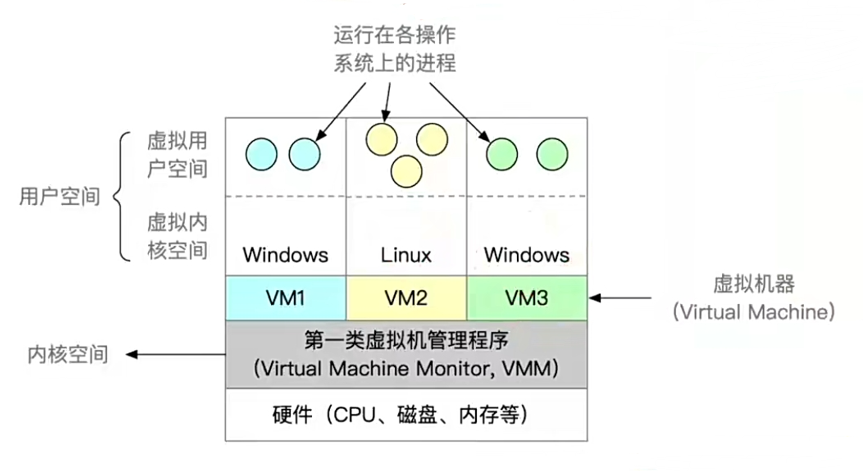 运行在各操作
系统上的进程
虚拟用
户空间
用户空间
虚拟内
核空间
Windows
Linux
Windows
VM1
VM2
VM3
虚拟机器
(Virtual Machine)
第一类虚拟机管理程序
(Virtual Machine Monitor, VMM)
内核空间
硬件（CPU、磁盘、内存等）